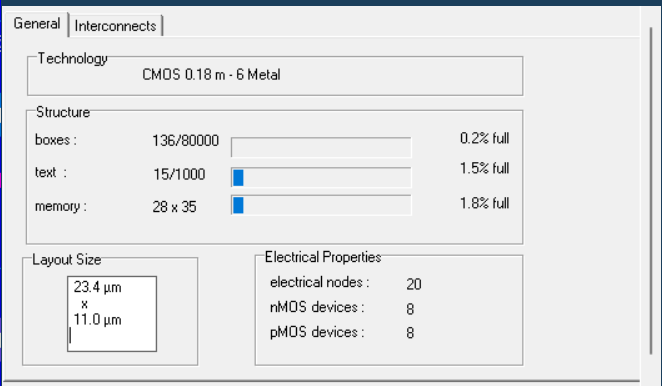 General Interconnects
Technology
CMOS 0.18 m - 6 Metal
Structure
boxes : 136/80000 0.2% full
text : 15/1000 1.5% full
memory : 28 x 35 1.8% full
Layout Size
23.4 µm
x
11.0 µm
Electrical Properties
electrical nodes : 20
nMOS devices : 8
pMOS devices : 8